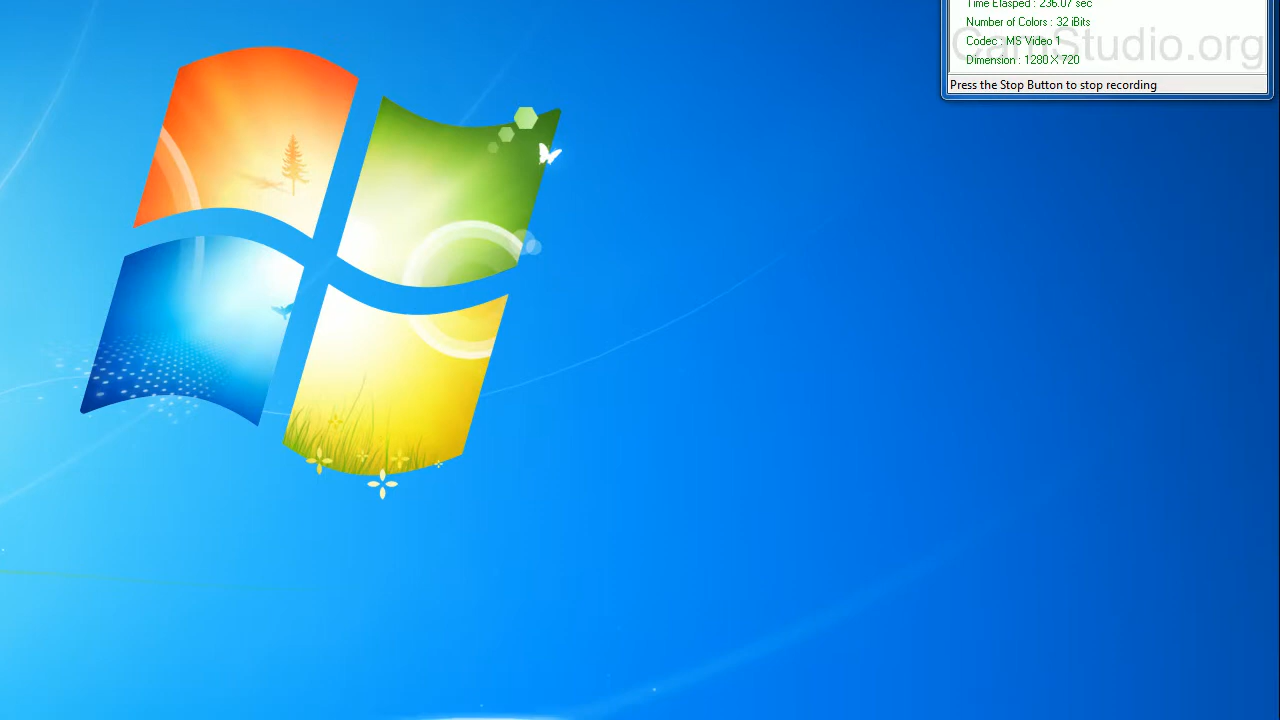 Time Elasped : 236.07 sec
Number of Colors : 32 iBits
Codec : MS Video 1
Dimension : 1280 X 720
CamStudio.org
Press the Stop Button to stop recording